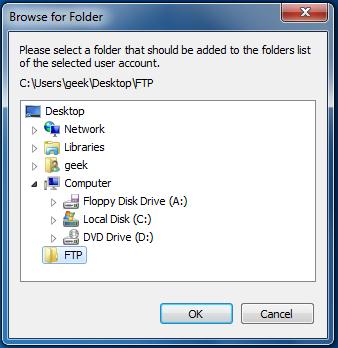 Browse for Folder
Please select a folder that should be added to the folders list
of the selected user account.
C:\Users\geek\Desktop\FTP
Desktop
Network
Libraries
geek
Computer
Floppy Disk Drive (A:)
Local Disk (C:)
DVD Drive (D:)
FTP
OK
Cancel